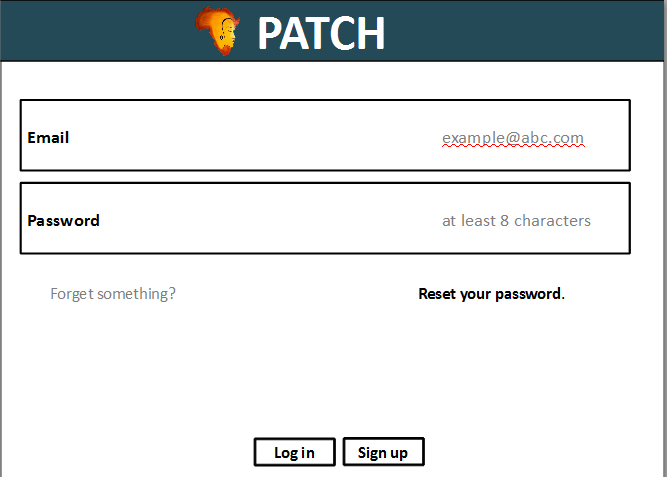 PATCH
Email example@abc.com
Password at least 8 characters
Forget something? Reset your password.
Log in Sign up